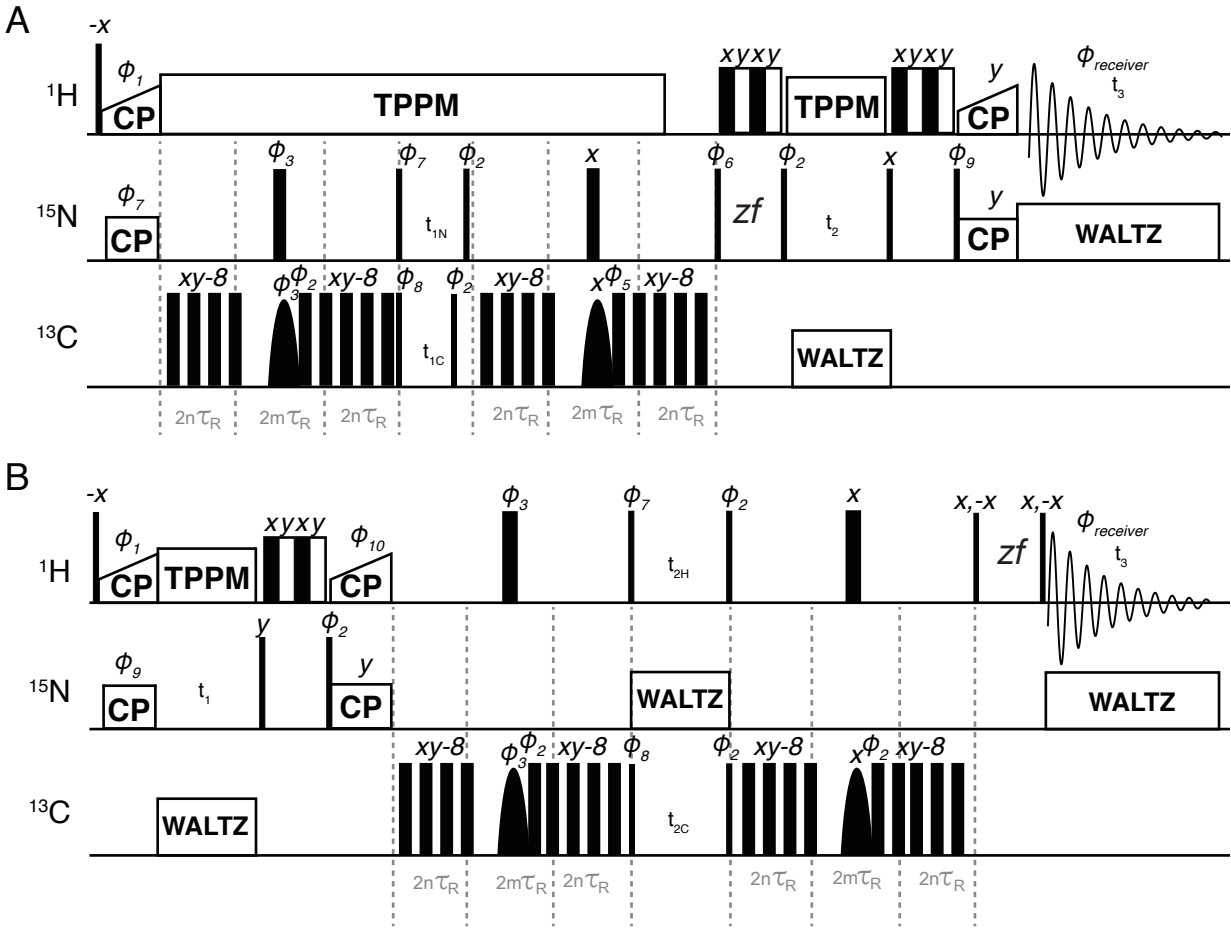 A
-x
ϕ1
xyxy
xyxy
y
ϕreceiver
t3
1H
CP
TPPM
TPPM
CP
ϕ3
ϕ7
ϕ2
x
ϕ6
ϕ2
x
ϕ9
ϕ7
y
15N
CP
t1N
zf
t2
CP
WALTZ
xy-8
ϕ3
ϕ2
xy-8
ϕ8
ϕ2
xy-8
x
ϕ5
xy-8
13C
t1C
WALTZ
2nτR
2mτR
2nτR
2nτR
2mτR
2nτR
B
-x
ϕ1
xyxy
ϕ10
ϕ3
ϕ7
ϕ2
x
x,-x
x,-x
ϕreceiver
t3
1H
CP
TPPM
CP
t2H
zf
y
ϕ2
ϕ9
y
15N
CP
t1
CP
WALTZ
WALTZ
xy-8
ϕ3
ϕ2
xy-8
ϕ8
ϕ2
xy-8
x
ϕ2
xy-8
13C
WALTZ
t2C
2nτR
2mτR
2nτR
2nτR
2mτR
2nτR